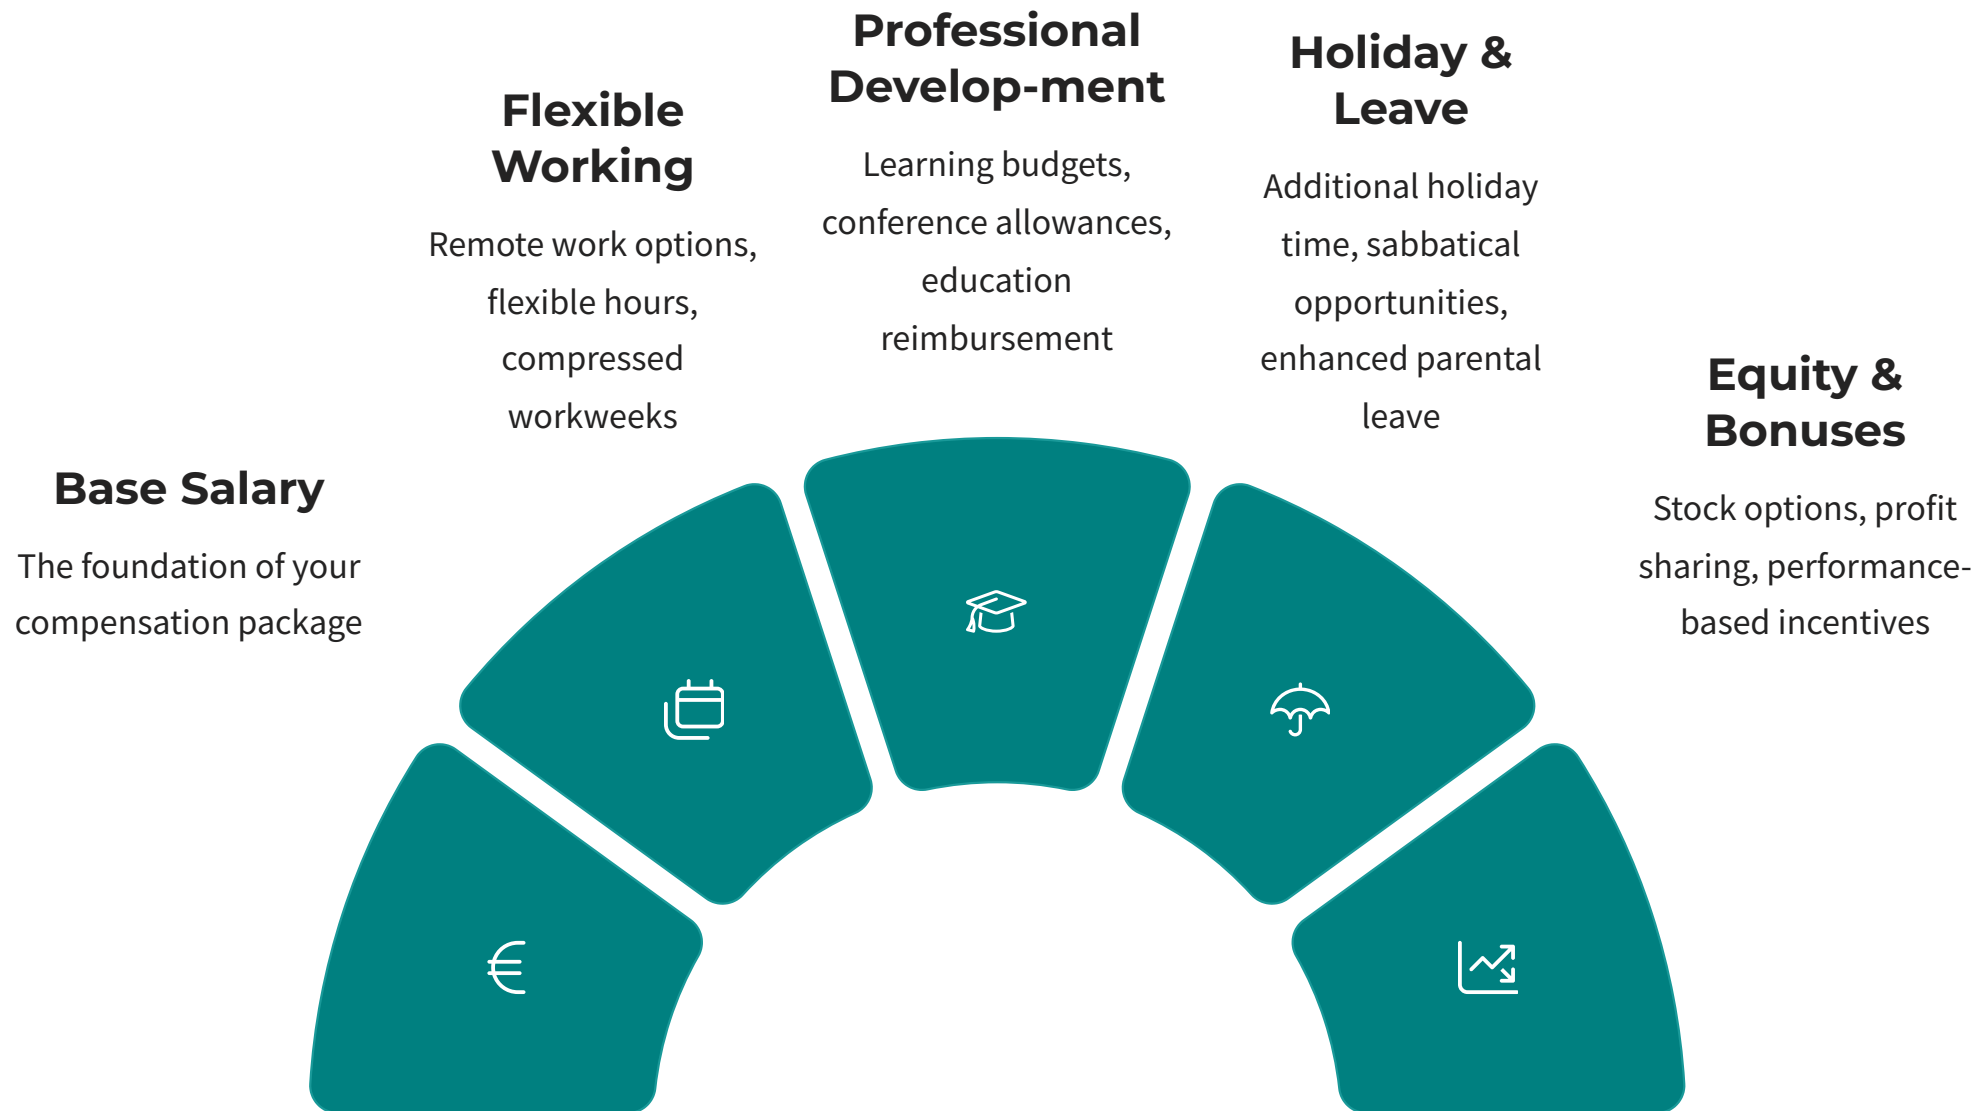 Base Salary
The foundation of your
compensation package
Flexible
Working
Remote work options,
flexible hours,
compressed
workweeks
Professional
Develop-ment
Learning budgets,
conference allowances,
education
reimbursement
Holiday &
Leave
Additional holiday
time, sabbatical
opportunities,
enhanced parental
leave
Equity &
Bonuses
Stock options, profit
sharing, performance-
based incentives
€